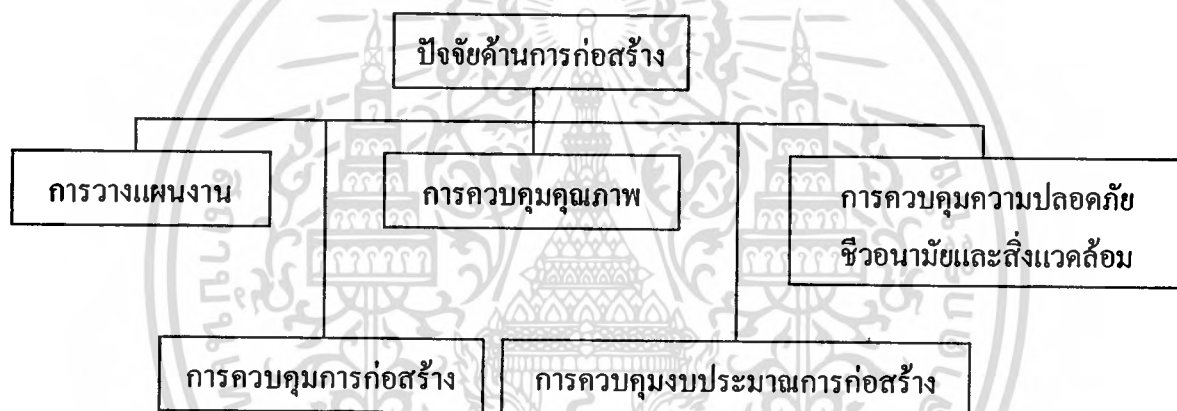 ปัจจัยด้านการก่อสร้าง
การวางแผนงาน
การควบคุมคุณภาพ
การควบคุมความปลอดภัย
ชีวอนามัยและสิ่งแวดล้อม
การควบคุมการก่อสร้าง
การควบคุมงบประมาณการก่อสร้าง